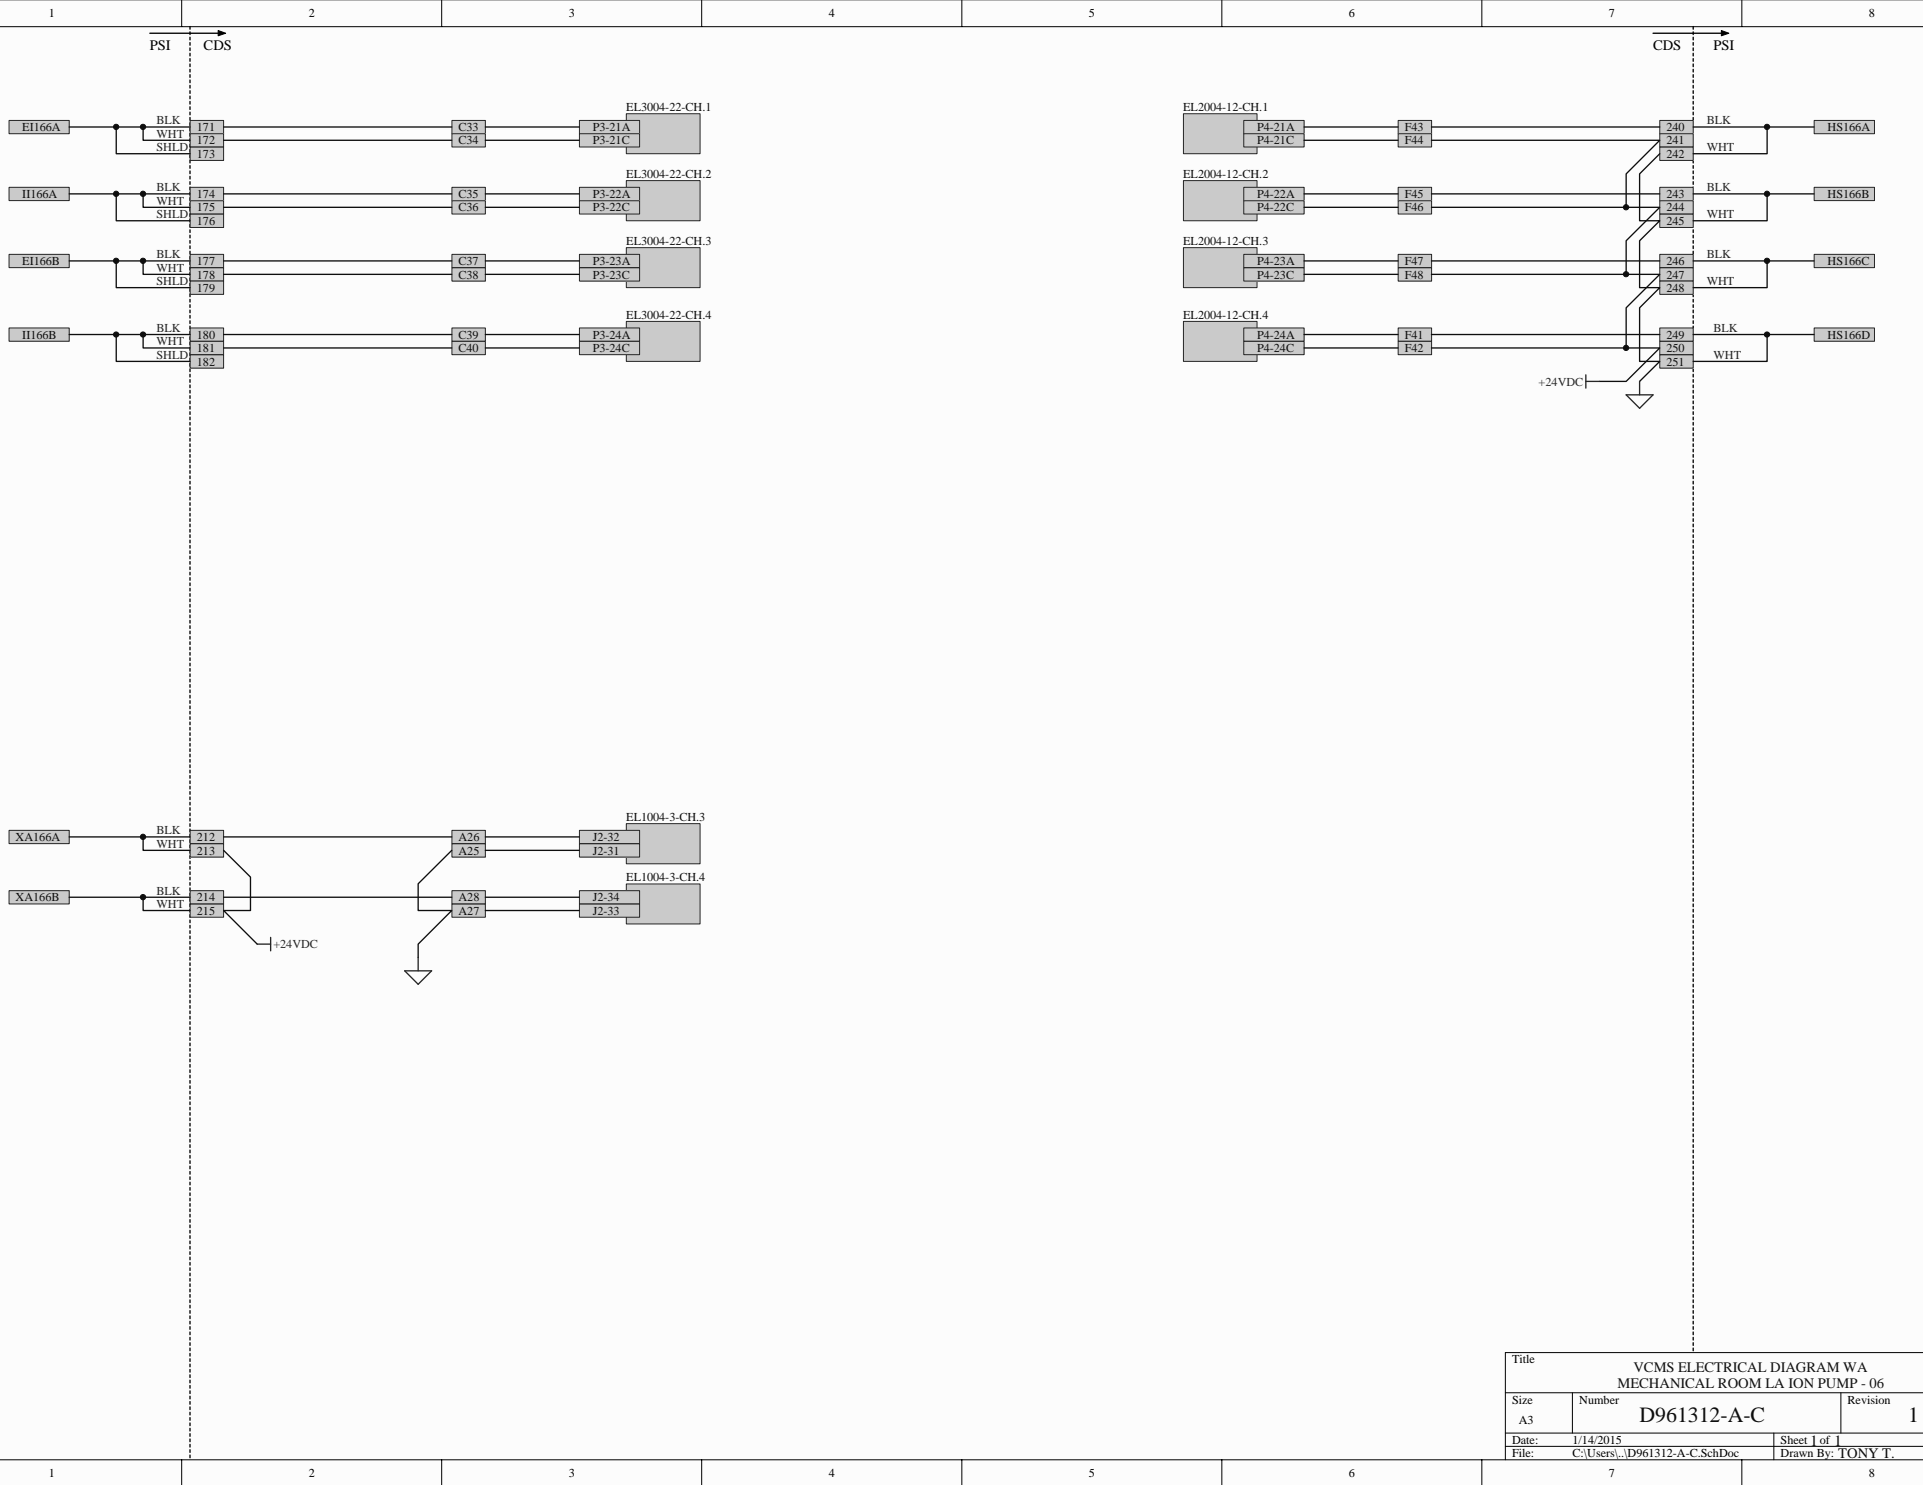 1 2 3 4 5 6 7 8
PSI CDS
CDS PSI
EL3004-22-CH.1
EI166A BLK 171 C33 P3-21A
WHT 172 C34 P3-21C
SHLD 173
EL3004-22-CH.2
II166A BLK 174 C35 P3-22A
WHT 175 C36 P3-22C
SHLD 176
EL3004-22-CH.3
EI166B BLK 177 C37 P3-23A
WHT 178 C38 P3-23C
SHLD 179
EL3004-22-CH.4
II166B BLK 180 C39 P3-24A
WHT 181 C40 P3-24C
SHLD 182
EL2004-12-CH.1
P4-21A F43 240 BLK HS166A
P4-21C F44 241
242 WHT
EL2004-12-CH.2
P4-22A F45 243 BLK HS166B
P4-22C F46 244
245 WHT
EL2004-12-CH.3
P4-23A F47 246 BLK HS166C
P4-23C F48 247
248 WHT
EL2004-12-CH.4
P4-24A F41 249 BLK HS166D
P4-24C F42 250
251 WHT
+24VDC
EL1004-3-CH.3
XA166A BLK 212 A26 J2-32
WHT 213 A25 J2-31
EL1004-3-CH.4
XA166B BLK 214 A28 J2-34
WHT 215 A27 J2-33
+24VDC
Title
VCMS ELECTRICAL DIAGRAM WA
MECHANICAL ROOM LA ION PUMP - 06
Size Number Revision
A3 D961312-A-C 1
Date: 1/14/2015 Sheet 1 of 1
File: C:\Users\..\D961312-A-C.SchDoc Drawn By: TONY T.
1 2 3 4 5 6 7 8